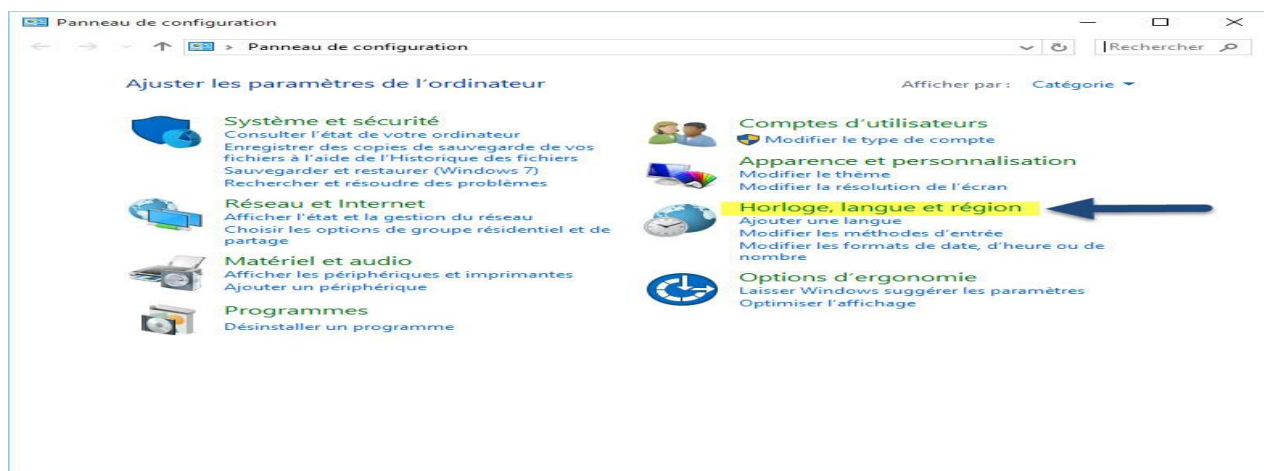 Panneau de configuration
Panneau de configuration
Rechercher
Ajuster les paramètres de l'ordinateur
Afficher par : Catégorie
Système et sécurité
Consulter l'état de votre ordinateur
Enregistrer des copies de sauvegarde de vos
fichiers à l'aide de l'Historique des fichiers
Sauvegarder et restaurer (Windows 7)
Rechercher et résoudre des problèmes
Réseau et Internet
Afficher l'état et la gestion du réseau
Choisir les options de groupe résidentiel et de
partage
Matériel et audio
Afficher les périphériques et imprimantes
Ajouter un périphérique
Programmes
Désinstaller un programme
Comptes d'utilisateurs
Modifier le type de compte
Apparence et personnalisation
Modifier le thème
Modifier la résolution de l'écran
Horloge, langue et région
Ajouter une langue
Modifier les méthodes d'entrée
Modifier les formats de date, d'heure ou de
nombre
Options d'ergonomie
Laisser Windows suggérer les paramètres
Optimiser l'affichage